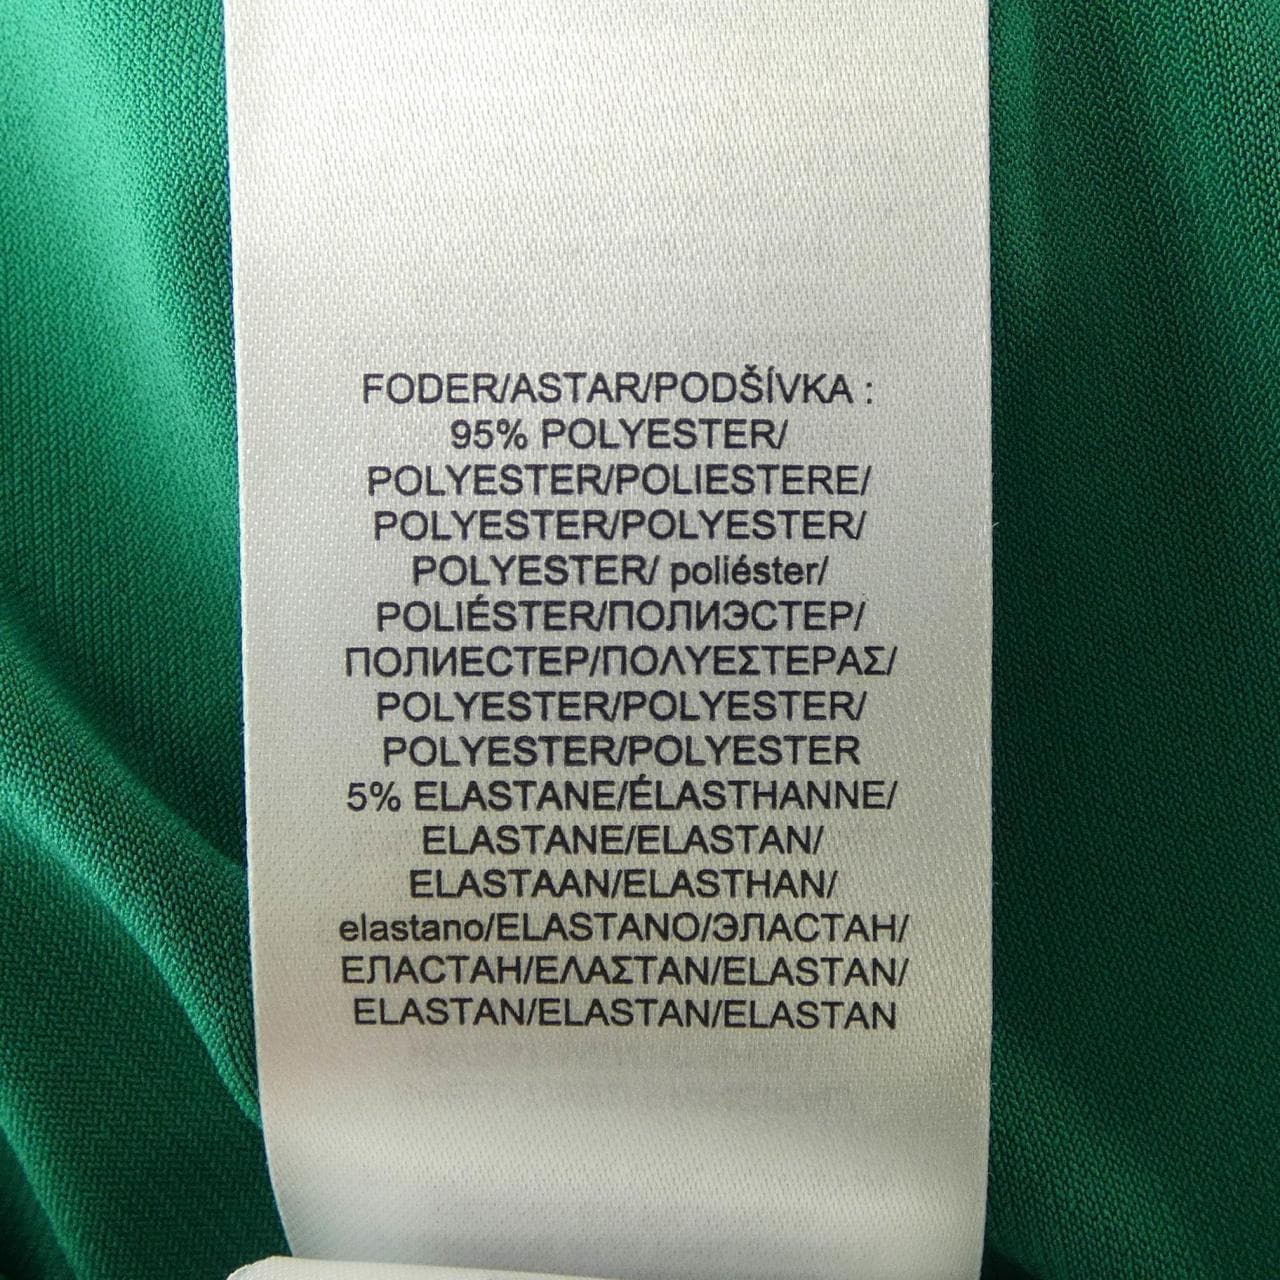 FODER/ASTAR/PODŠÍVKA :
95% POLYESTER/
POLYESTER/POLIESTERE/
POLYESTER/POLYESTER/
POLYESTER/ poliéster/
POLIÉSTER/ПОЛИЭСТЕР/
ПОЛИЕСТЕР/ΠΟΛΥΕΣΤΕΡΑΣ/
POLYESTER/POLYESTER/
POLYESTER/POLYESTER
5% ELASTANE/ÉLASTHANNE/
ELASTANE/ELASTAN/
ELASTAAN/ELASTHAN/
elastano/ELASTANO/ЭЛАСТАН/
ЕЛАСТАН/ΕΛΑΣΤΑΝ/ELASTAN/
ELASTAN/ELASTAN/ELASTAN